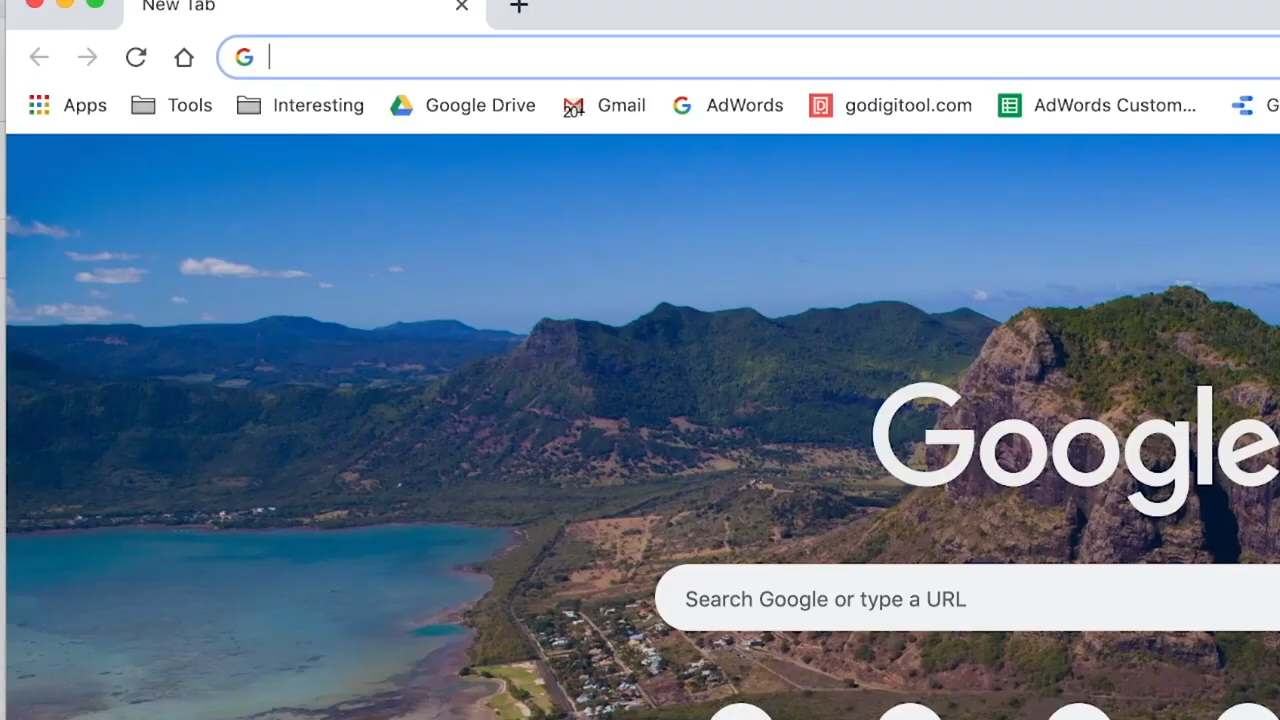 New Tab
Apps Tools Interesting Google Drive 204 Gmail AdWords godigitool.com AdWords Custom... G
Google
Search Google or type a URL